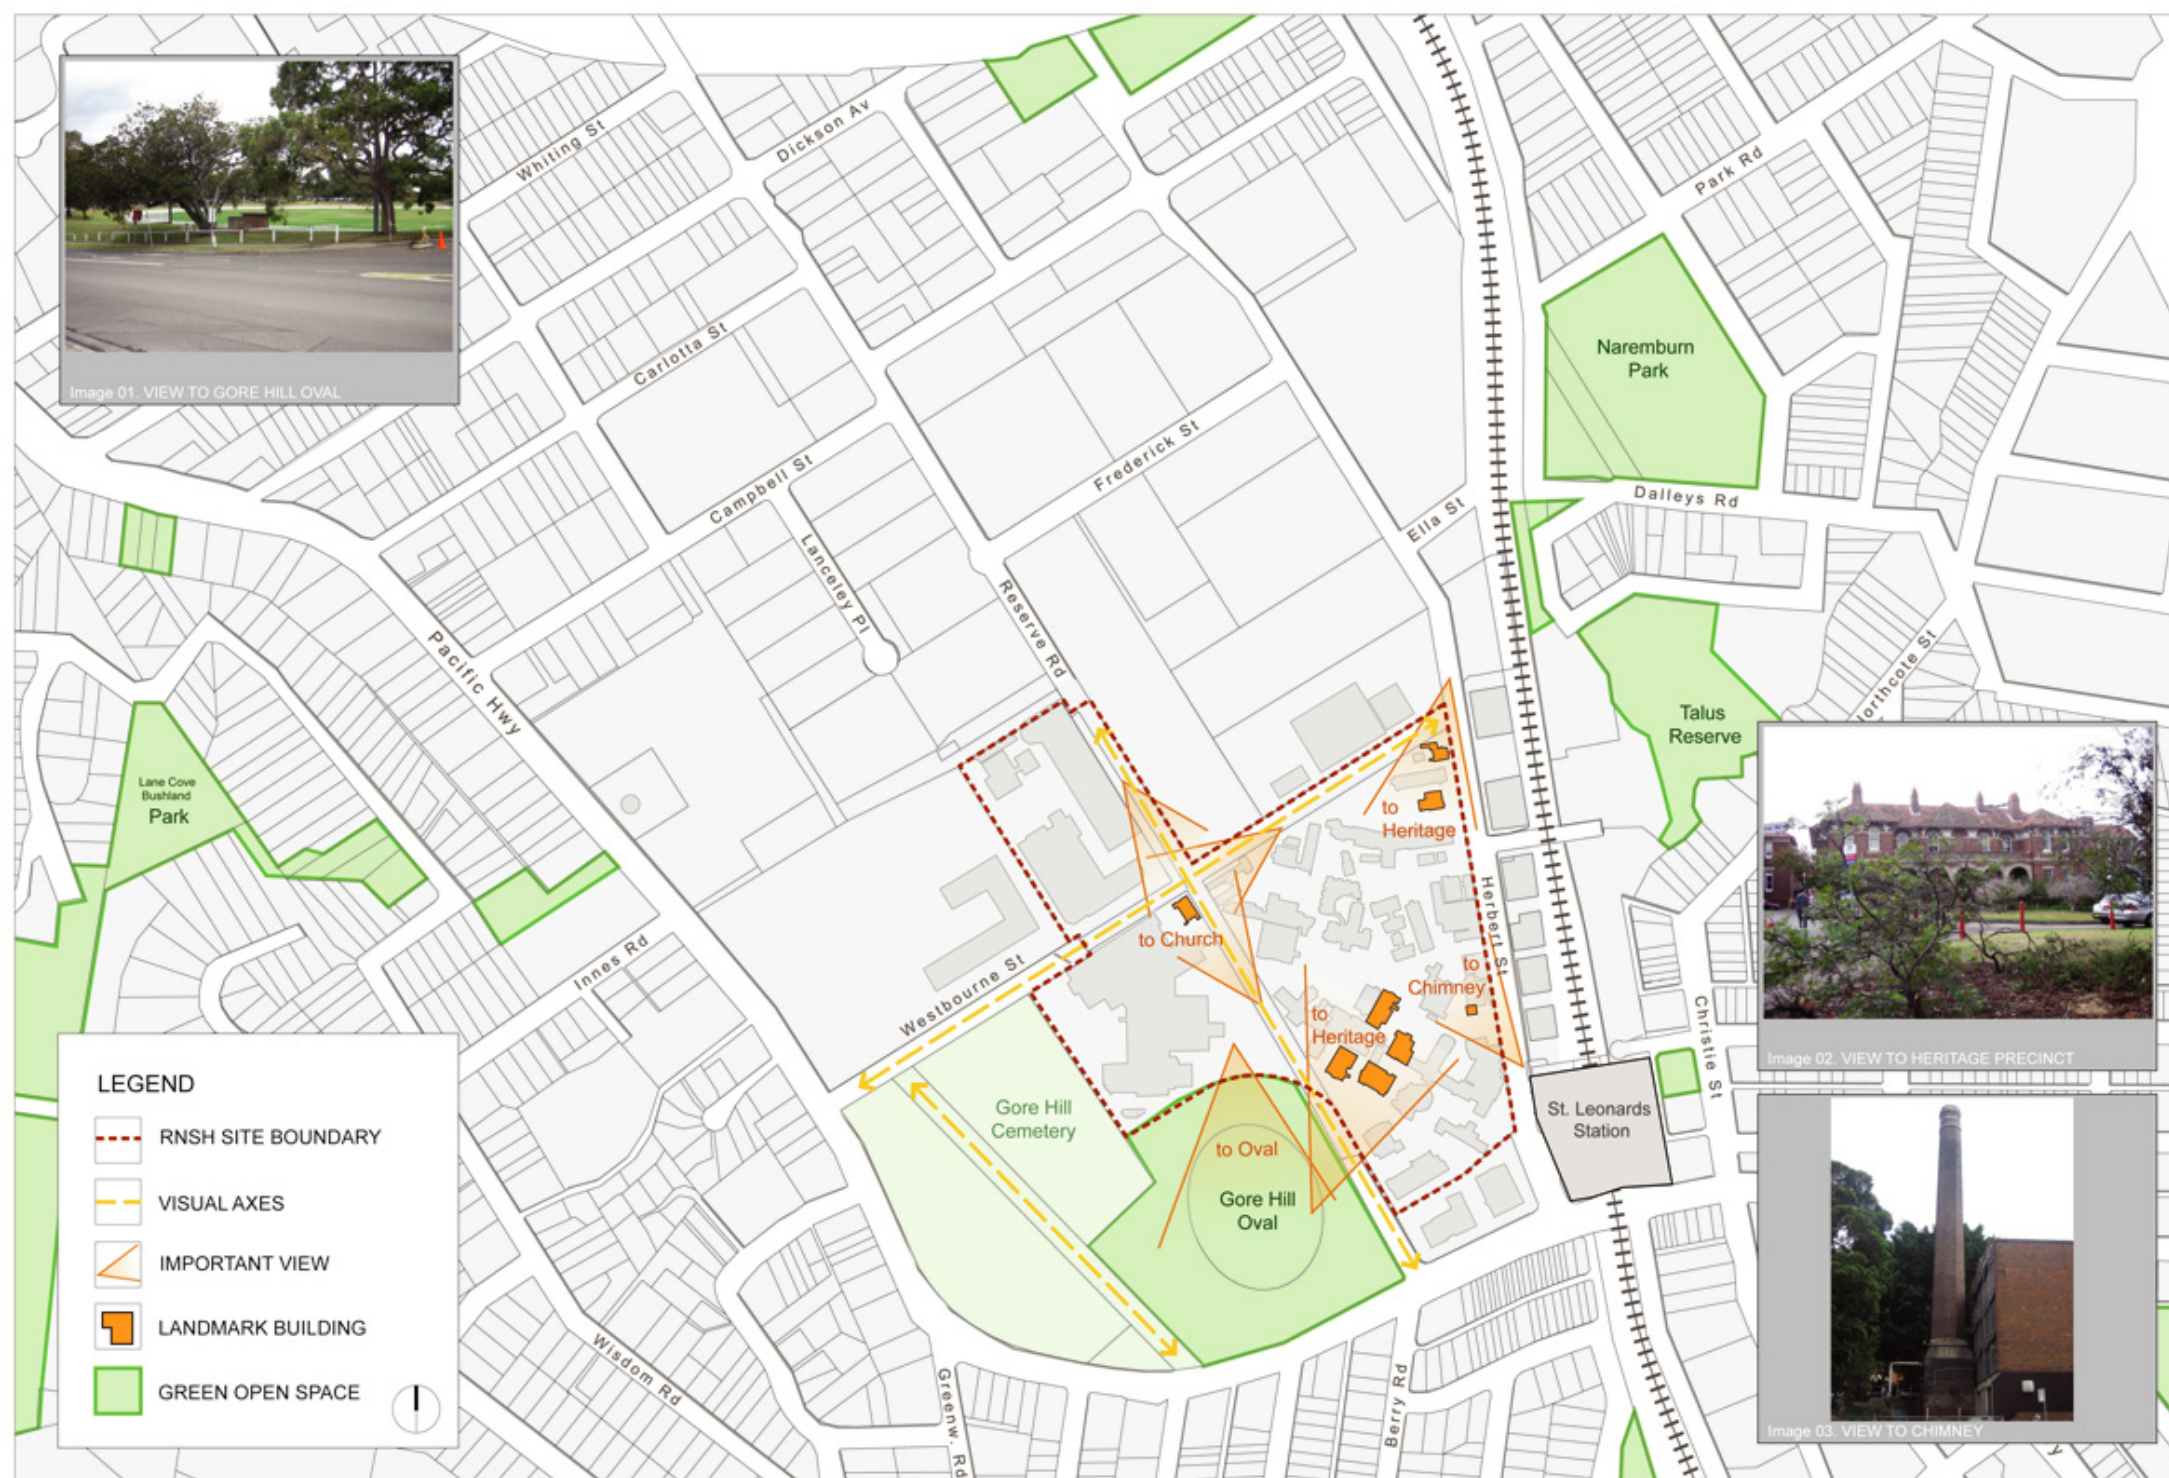 Image 01. VIEW TO GORE HILL OVAL
Whiting St
Dickson Av
Park Rd
Carlotta St
Naremburn
Park
Campbell St
Frederick St
Dalleys Rd
Ella St
Lanceley Pl
Reserve Rd
Pacific Hwy
Northcote St
Talus
Reserve
Lane Cove
Bushland
Park
to
Heritage
Herbert St
to Church
Innes Rd
Westbourne St
to
Chimney
to
Heritage
Christie St
Image 02. VIEW TO HERITAGE PRECINCT
Gore Hill
Cemetery
St. Leonards
Station
to Oval
Gore Hill
Oval
LEGEND
RNSH SITE BOUNDARY
VISUAL AXES
IMPORTANT VIEW
LANDMARK BUILDING
GREEN OPEN SPACE
Wisdom Rd
Greenw. Rd
Berry Rd
Image 03. VIEW TO CHIMNEY